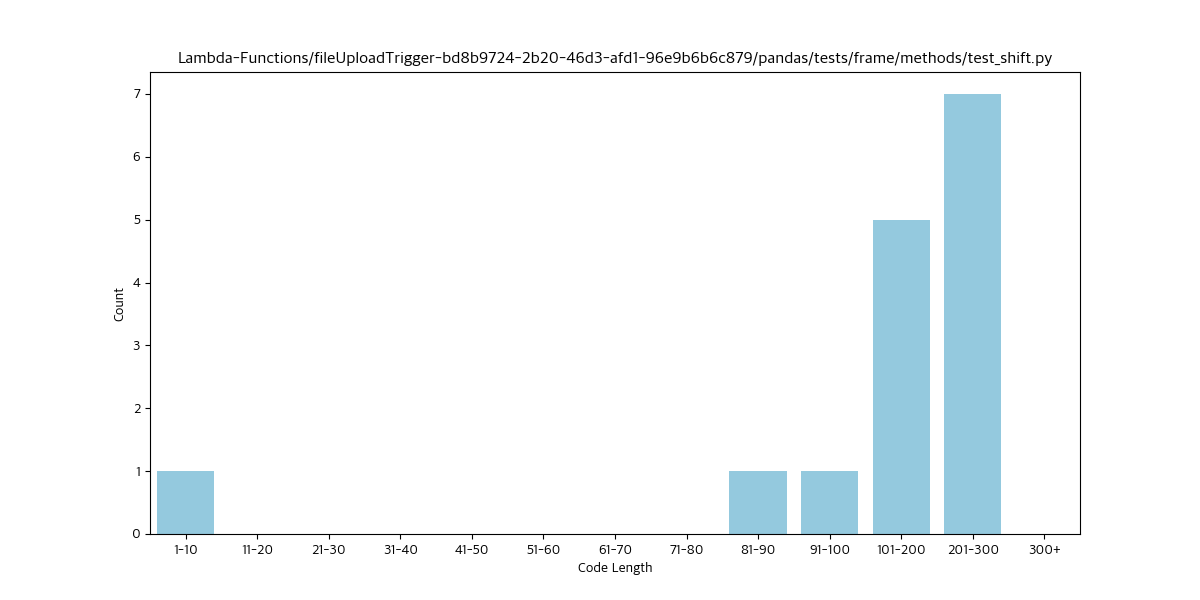 Lambda-Functions/fileUploadTrigger-bd8b9724-2b20-46d3-afd1-96e9b6b6c879/pandas/tests/frame/methods/test_shift.py
7
6
5
4
3
2
1
0
Count
1-10 11-20 21-30 31-40 41-50 51-60 61-70 71-80 81-90 91-100 101-200 201-300 300+
Code Length